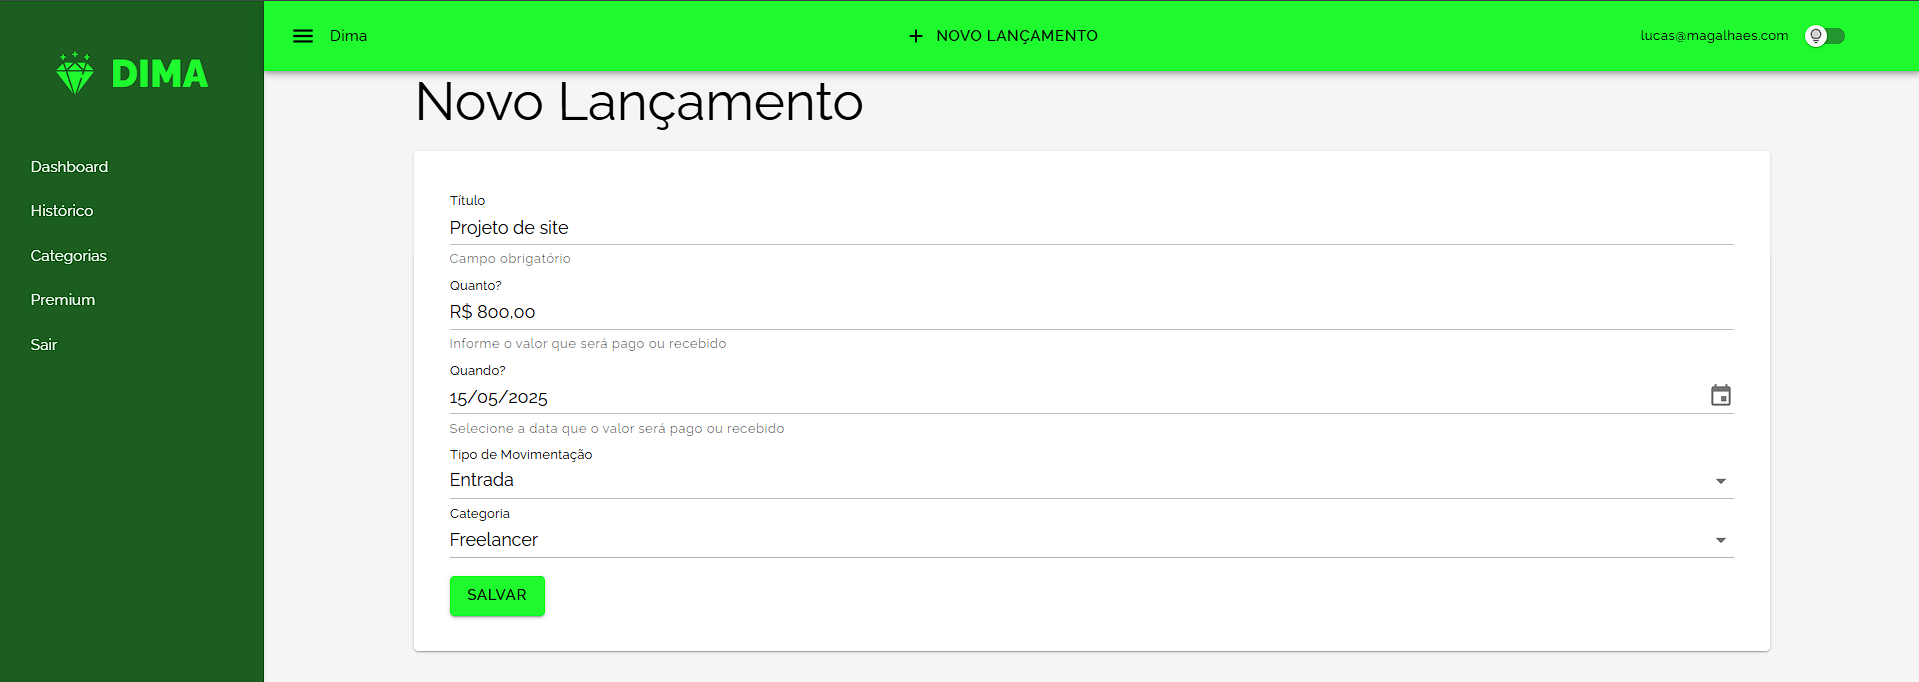 DIMA
Dashboard
Histórico
Categorias
Premium
Sair
Dima
+ NOVO LANÇAMENTO
lucas@magalhaes.com
Novo Lançamento
Título
Projeto de site
Campo obrigatório
Quanto?
R$ 800,00
Informe o valor que será pago ou recebido
Quando?
15/05/2025
Selecione a data que o valor será pago ou recebido
Tipo de Movimentação
Entrada
Categoria
Freelancer
SALVAR